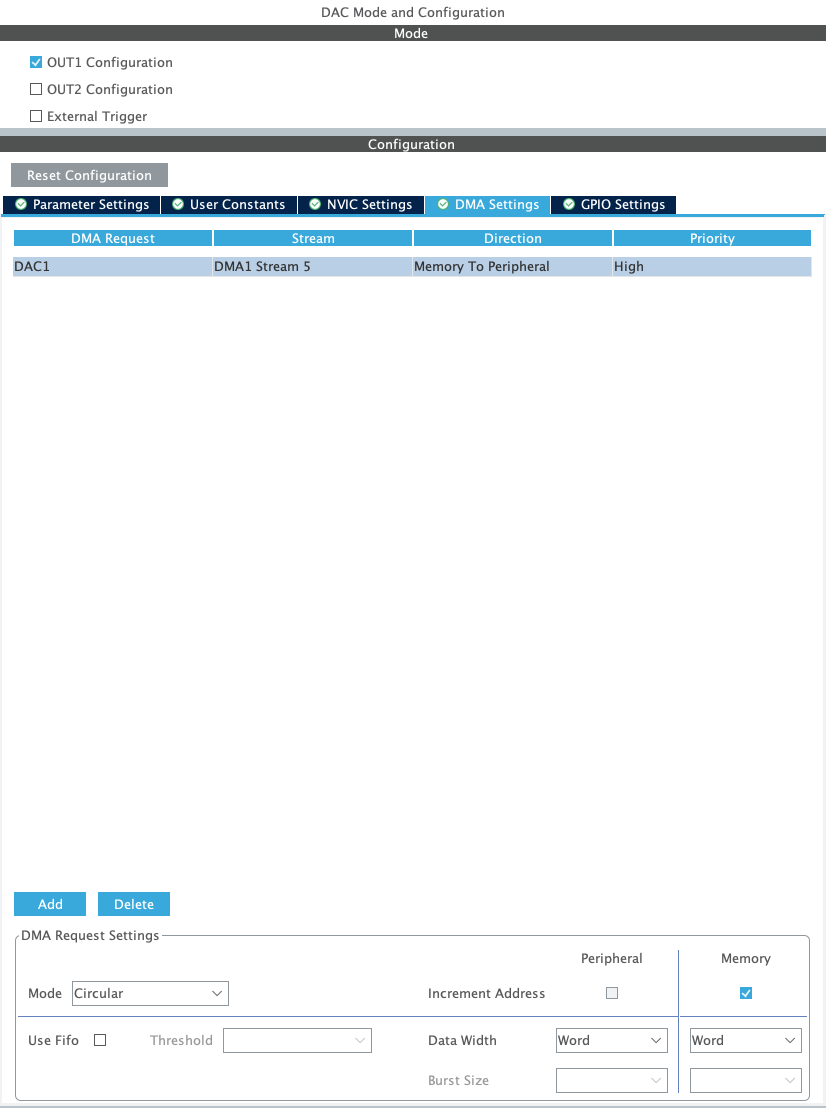 DAC Mode and Configuration
Mode
OUT1 Configuration
OUT2 Configuration
External Trigger
Configuration
Reset Configuration
Parameter Settings User Constants NVIC Settings DMA Settings GPIO Settings
DMA Request Stream Direction Priority
DAC1 DMA1 Stream 5 Memory To Peripheral High
Add Delete
DMA Request Settings
Peripheral Memory
Mode Circular Increment Address
Use Fifo Threshold Data Width Word Word
Burst Size